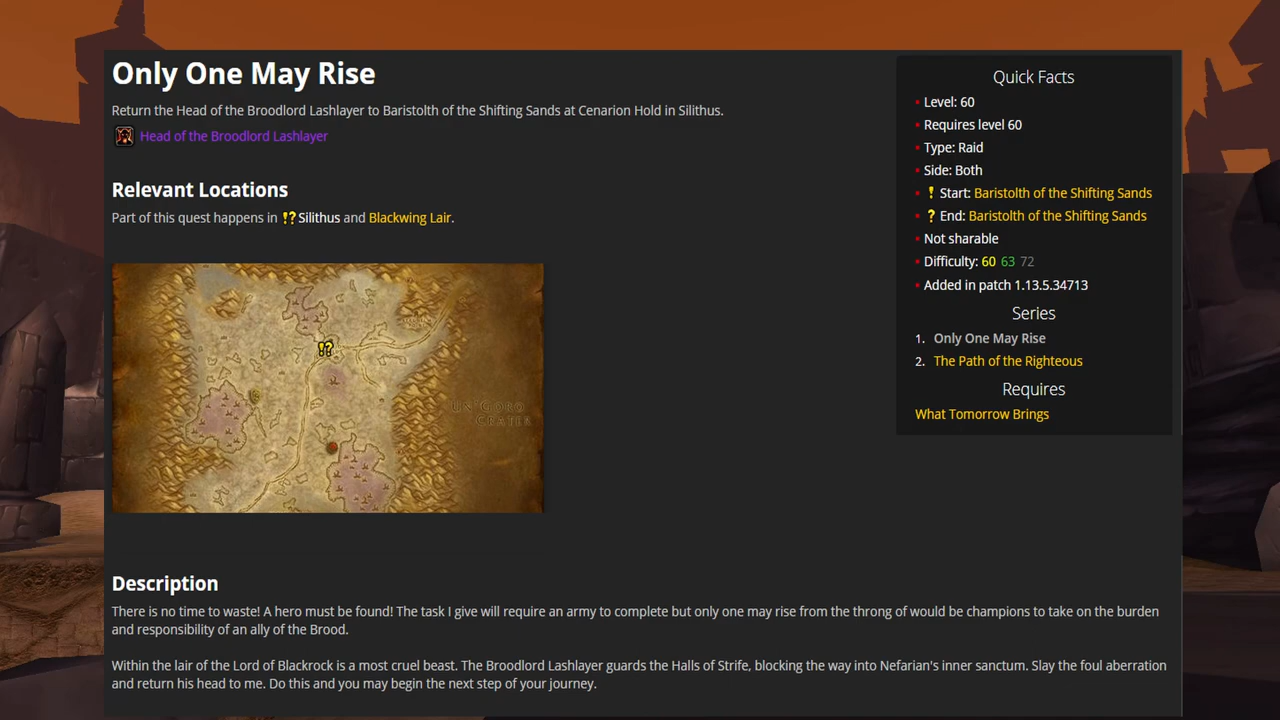 Only One May Rise
Return the Head of the Broodlord Lashlayer to Baristolth of the Shifting Sands at Cenarion Hold in Silithus.
Head of the Broodlord Lashlayer
Relevant Locations
Part of this quest happens in !?Silithus and Blackwing Lair.
!?
UN'GORO
CRATER
Description
There is no time to waste! A hero must be found! The task I give will require an army to complete but only one may rise from the throng of would be champions to take on the burden
and responsibility of an ally of the Brood.
Within the lair of the Lord of Blackrock is a most cruel beast. The Broodlord Lashlayer guards the Halls of Strife, blocking the way into Nefarian's inner sanctum. Slay the foul aberration
and return his head to me. Do this and you may begin the next step of your journey.
Quick Facts
Level: 60
Requires level 60
Type: Raid
Side: Both
! Start: Baristolth of the Shifting Sands
? End: Baristolth of the Shifting Sands
Not sharable
Difficulty: 60 63 72
Added in patch 1.13.5.34713
Series
1. Only One May Rise
2. The Path of the Righteous
Requires
What Tomorrow Brings